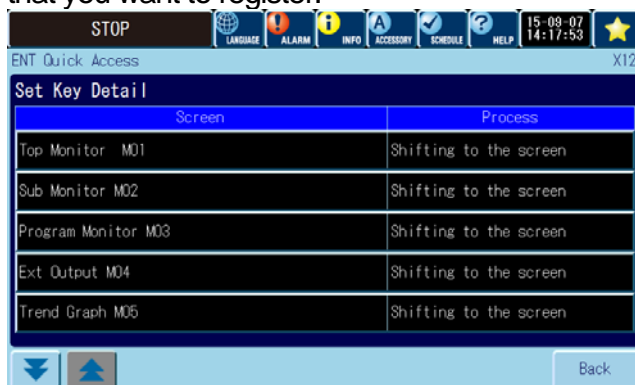 that you want to register.
STOP LANGUAGE ALARM INFO ACCESSORY SCHEDULE HELP 15-09-07
14:17:53
ENT Quick Access X12
Set Key Detail
Screen Process
Top Monitor M01 Shifting to the screen
Sub Monitor M02 Shifting to the screen
Program Monitor M03 Shifting to the screen
Ext Output M04 Shifting to the screen
Trend Graph M05 Shifting to the screen
Back